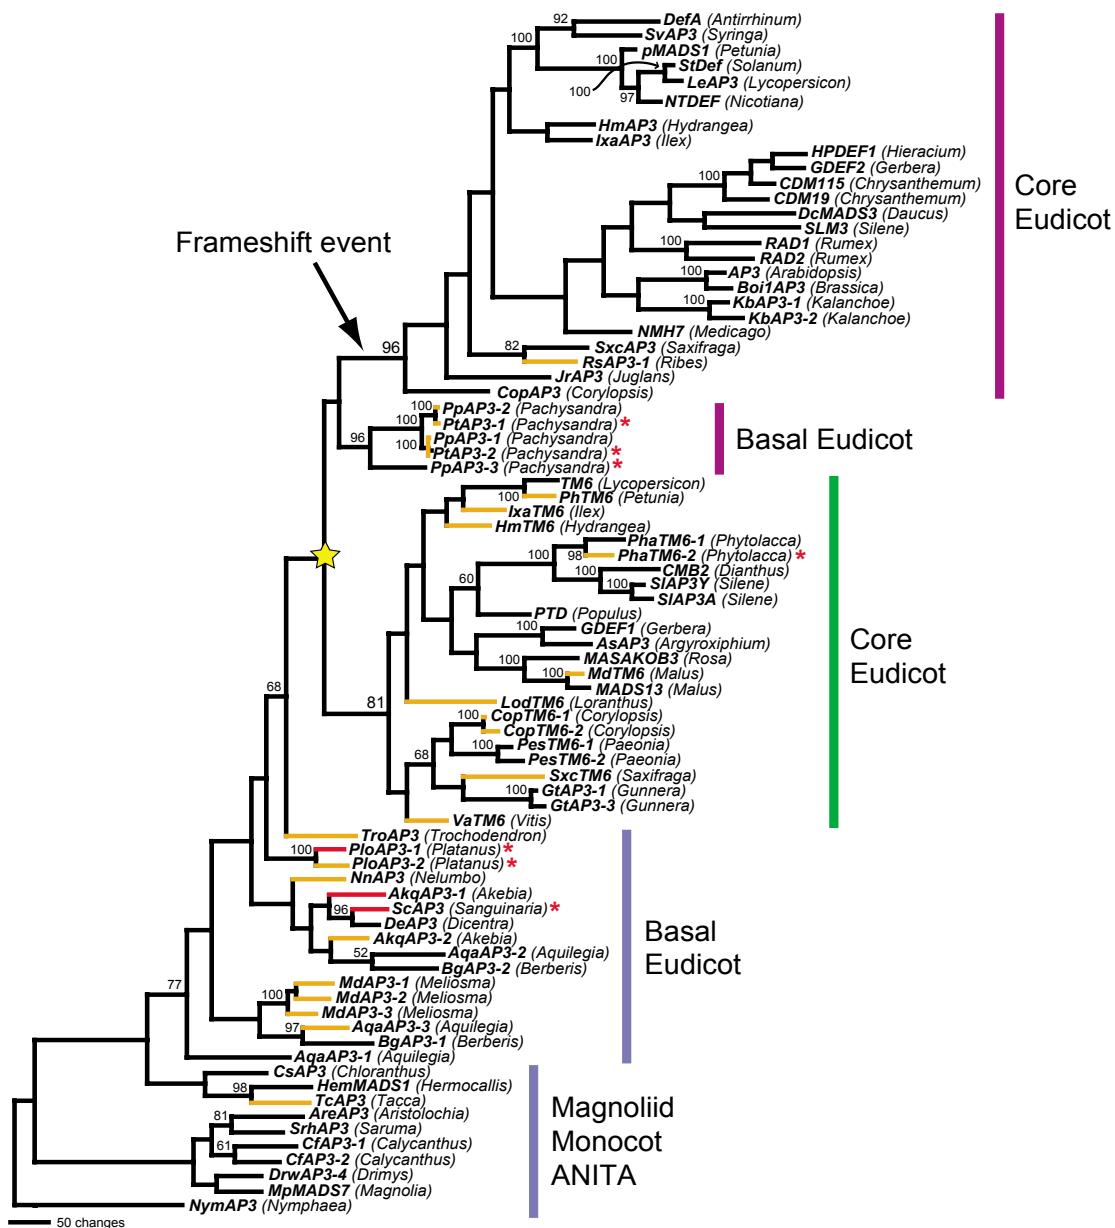 92
DefA (Antirrhinum)
100
SvAP3 (Syringa)
100
pMADS1 (Petunia)
StDef (Solanum)
100
LeAP3 (Lycopersicon)
97
NTDEF (Nicotiana)
HmAP3 (Hydrangea)
IxaAP3 (Ilex)
HPDEF1 (Hieracium)
100
GDEF2 (Gerbera)
CDM115 (Chrysanthemum)
CDM19 (Chrysanthemum)
DcMADS3 (Daucus)
SLM3 (Silene)
100
RAD1 (Rumex)
RAD2 (Rumex)
100
AP3 (Arabidopsis)
Boi1AP3 (Brassica)
100
KbAP3-1 (Kalanchoe)
KbAP3-2 (Kalanchoe)
NMH7 (Medicago)
82
SxcAP3 (Saxifraga)
RsAP3-1 (Ribes)
JrAP3 (Juglans)
CopAP3 (Corylopsis)
Core
Eudicot
Frameshift event
96
100
PpAP3-2 (Pachysandra)
100
PtAP3-1 (Pachysandra)*
96
100
PpAP3-1 (Pachysandra)
PtAP3-2 (Pachysandra)*
PpAP3-3 (Pachysandra)*
Basal Eudicot
TM6 (Lycopersicon)
100
PhTM6 (Petunia)
IxaTM6 (Ilex)
HmTM6 (Hydrangea)
PhaTM6-1 (Phytolacca)
100
98
PhaTM6-2 (Phytolacca)*
100
CMB2 (Dianthus)
100
SlAP3Y (Silene)
SlAP3A (Silene)
60
PTD (Populus)
100
GDEF1 (Gerbera)
AsAP3 (Argyroxiphium)
100
MASAKOB3 (Rosa)
100
MdTM6 (Malus)
MADS13 (Malus)
81
LodTM6 (Loranthus)
100
CopTM6-1 (Corylopsis)
CopTM6-2 (Corylopsis)
100
PesTM6-1 (Paeonia)
68
PesTM6-2 (Paeonia)
SxcTM6 (Saxifraga)
100
GtAP3-1 (Gunnera)
GtAP3-3 (Gunnera)
VaTM6 (Vitis)
Core
Eudicot
68
TroAP3 (Trochodendron)
100
PloAP3-1 (Platanus)*
PloAP3-2 (Platanus)*
NnAP3 (Nelumbo)
AkqAP3-1 (Akebia)
96
ScAP3 (Sanguinaria)*
DeAP3 (Dicentra)
AkqAP3-2 (Akebia)
52
AqaAP3-2 (Aquilegia)
BgAP3-2 (Berberis)
77
MdAP3-1 (Meliosma)
100
MdAP3-2 (Meliosma)
MdAP3-3 (Meliosma)
97
AqaAP3-3 (Aquilegia)
BgAP3-1 (Berberis)
AqaAP3-1 (Aquilegia)
Basal
Eudicot
CsAP3 (Chloranthus)
98
HemMADS1 (Hermocallis)
TcAP3 (Tacca)
81
AreAP3 (Aristolochia)
SrhAP3 (Saruma)
61
CfAP3-1 (Calycanthus)
CfAP3-2 (Calycanthus)
DrwAP3-4 (Drimys)
MpMADS7 (Magnolia)
NymAP3 (Nymphaea)
Magnoliid
Monocot
ANITA
50 changes